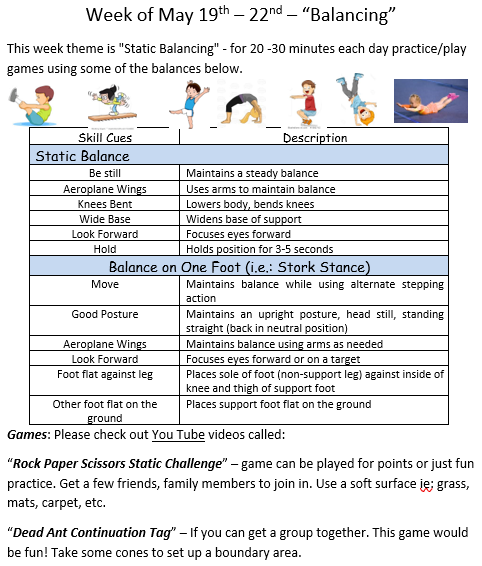 Week of May 19th – 22nd – “Balancing”
This week theme is "Static Balancing" - for 20 -30 minutes each day practice/play
games using some of the balances below.
Skill Cues Description
Static Balance
Be still Maintains a steady balance
Aeroplane Wings Uses arms to maintain balance
Knees Bent Lowers body, bends knees
Wide Base Widens base of support
Look Forward Focuses eyes forward
Hold Holds position for 3-5 seconds
Balance on One Foot (i.e.: Stork Stance)
Move Maintains balance while using alternate stepping
action
Good Posture Maintains an upright posture, head still, standing
straight (back in neutral position)
Aeroplane Wings Maintains balance using arms as needed
Look Forward Focuses eyes forward or on a target
Foot flat against leg Places sole of foot (non-support leg) against inside of
knee and thigh of support foot
Other foot flat on the Places support foot flat on the ground
ground
Games: Please check out You Tube videos called:
“Rock Paper Scissors Static Challenge” – game can be played for points or just fun
practice. Get a few friends, family members to join in. Use a soft surface ie; grass,
mats, carpet, etc.
“Dead Ant Continuation Tag” – If you can get a group together. This game would
be fun! Take some cones to set up a boundary area.